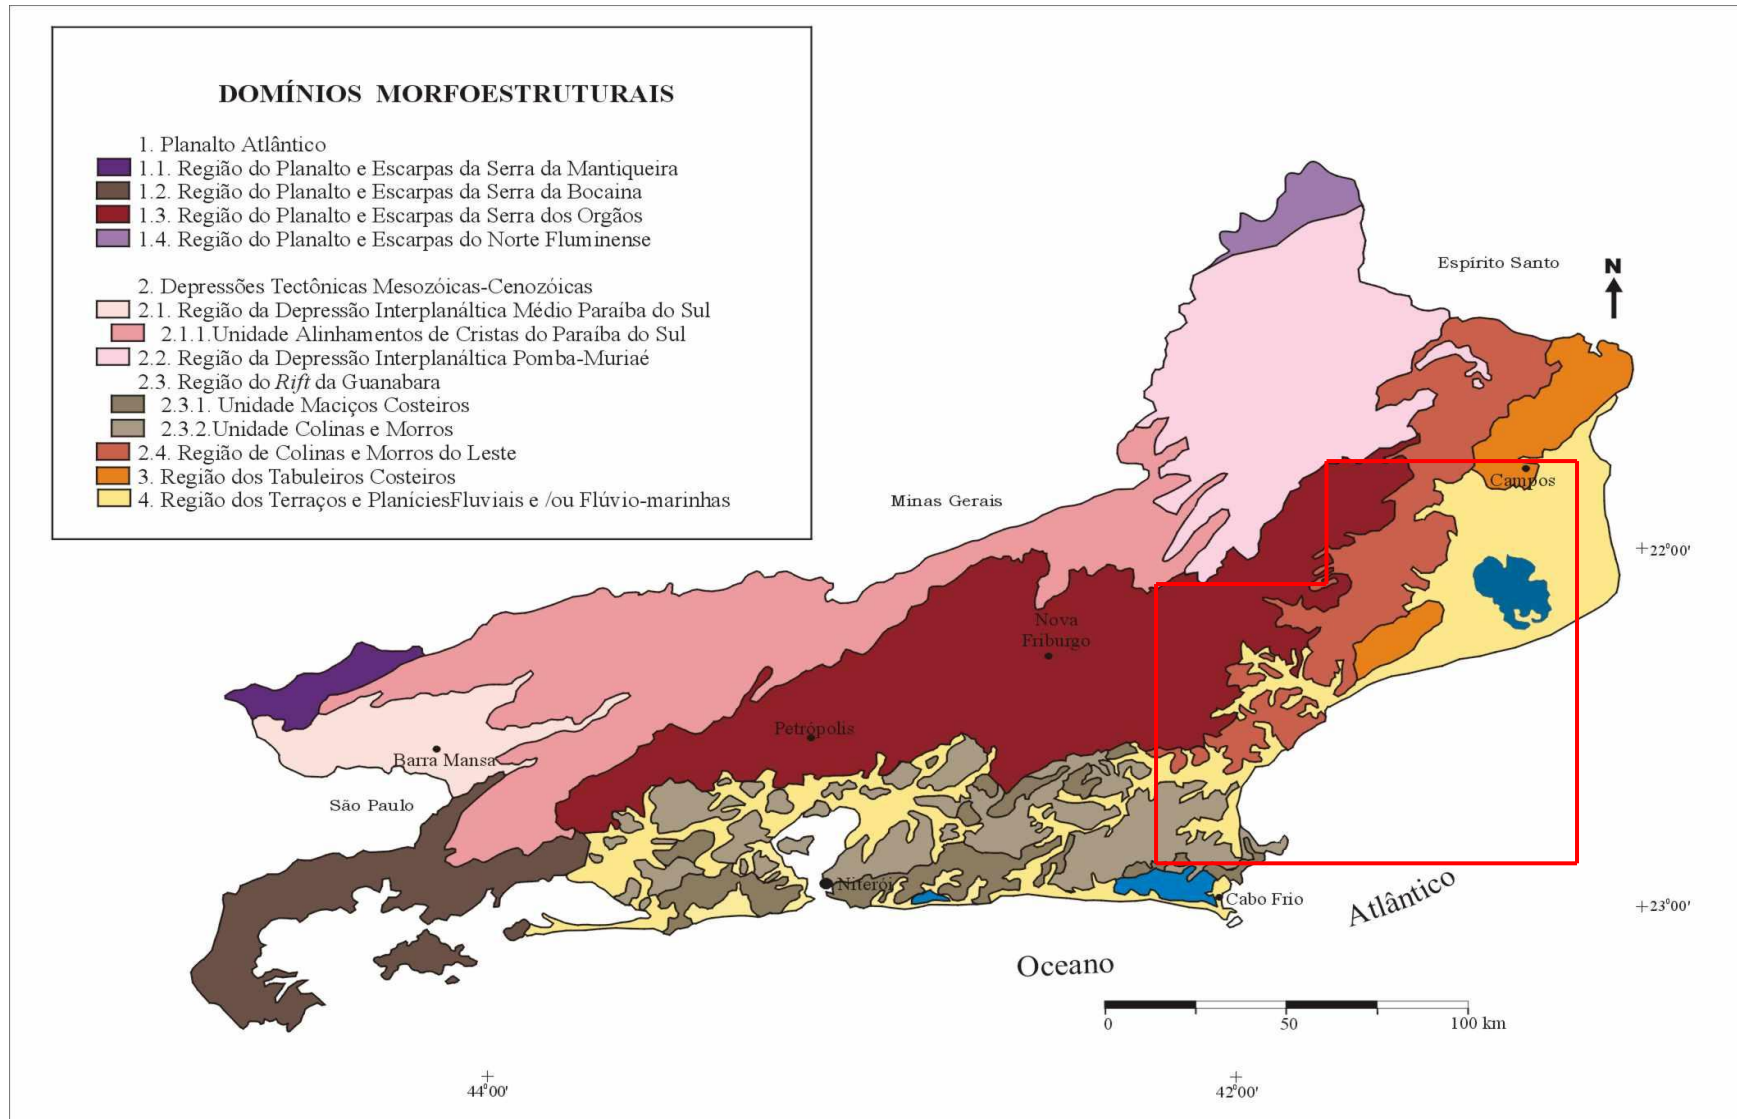 DOMÍNIOS MORFOESTRUTURAIS
1. Planalto Atlântico
1.1. Região do Planalto e Escarpas da Serra da Mantiqueira
1.2. Região do Planalto e Escarpas da Serra da Bocaina
1.3. Região do Planalto e Escarpas da Serra dos Orgãos
1.4. Região do Planalto e Escarpas do Norte Fluminense
2. Depressões Tectônicas Mesozóicas-Cenozóicas
2.1. Região da Depressão Interplanáltica Médio Paraíba do Sul
2.1.1.Unidade Alinhamentos de Cristas do Paraíba do Sul
2.2. Região da Depressão Interplanáltica Pomba-Muriaé
2.3. Região do Rift da Guanabara
2.3.1. Unidade Maciços Costeiros
2.3.2.Unidade Colinas e Morros
2.4. Região de Colinas e Morros do Leste
3. Região dos Tabuleiros Costeiros
4. Região dos Terraços e PlaníciesFluviais e /ou Flúvio-marinhas
Espírito Santo
N
Campos
Minas Gerais
22°00'
Nova
Friburgo
Petrópolis
Barra Mansa
São Paulo
Niterói
Cabo Frio
Atlântico
23°00'
Oceano
0 50 100 km
44°00' 42°00'